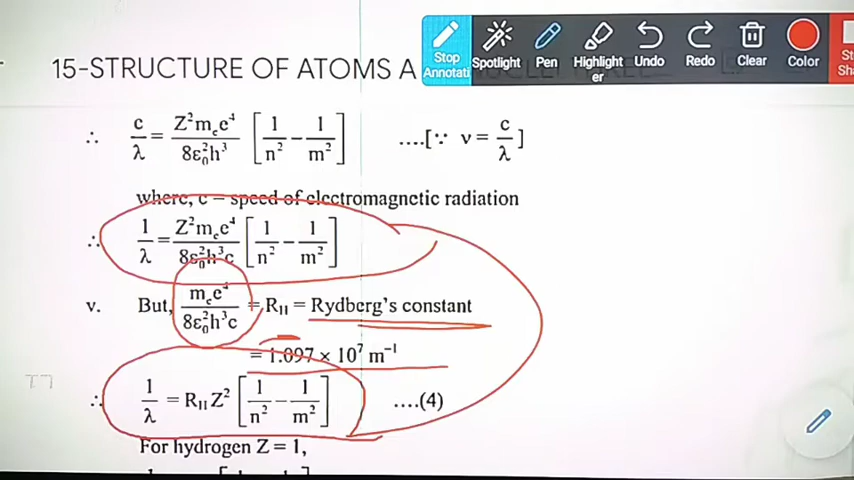 Stop Annotati
Spotlight
Pen
Highlighter
Undo
Redo
Clear
Color
15-STRUCTURE OF ATOMS A
∴ c/λ = Z²mₑe⁴/8ε₀²h³ [1/n² − 1/m²] ....[∵ ν = c/λ]
where, c = speed of electromagnetic radiation
∴ 1/λ = Z²mₑe⁴/8ε₀²h³c [1/n² − 1/m²]
v. But, mₑe⁴/8ε₀²h³c = R_H = Rydberg's constant
= 1.097 × 10⁷ m⁻¹
∴ 1/λ = R_H Z² [1/n² − 1/m²] ....(4)
For hydrogen Z = 1,